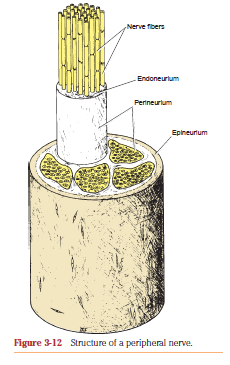 Nerve fibers
Endoneurium
Perineurium
Epineurium
Figure 3-12 Structure of a peripheral nerve.